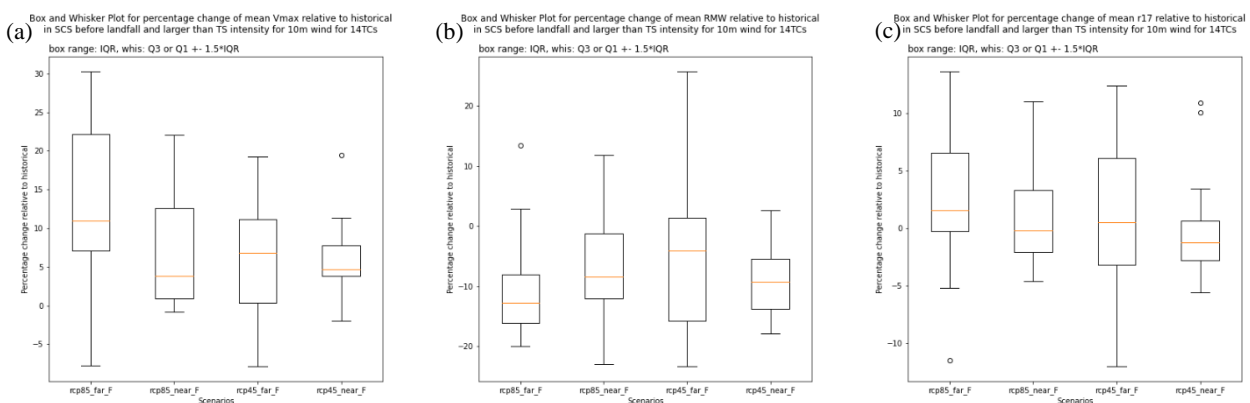 (a)
Box and Whisker Plot for percentage change of mean Vmax relative to historical
in SCS before landfall and larger than TS intensity for 10m wind for 14TCs
box range: IQR, whis: Q3 or Q1 +- 1.5*IQR
Percentage change relative to historical
30
25
20
15
10
5
0
−5
rcp85_far_F rcp85_near_F rcp45_far_F rcp45_near_F
Scenarios
(b)
Box and Whisker Plot for percentage change of mean RMW relative to historical
in SCS before landfall and larger than TS intensity for 10m wind for 14TCs
box range: IQR, whis: Q3 or Q1 +- 1.5*IQR
Percentage change relative to historical
20
10
0
−10
−20
rcp85_far_F rcp85_near_F rcp45_far_F rcp45_near_F
Scenarios
(c)
Box and Whisker Plot for percentage change of mean r17 relative to historical
in SCS before landfall and larger than TS intensity for 10m wind for 14TCs
box range: IQR, whis: Q3 or Q1 +- 1.5*IQR
Percentage change relative to historical
10
5
0
−5
−10
rcp85_far_F rcp85_near_F rcp45_far_F rcp45_near_F
Scenarios